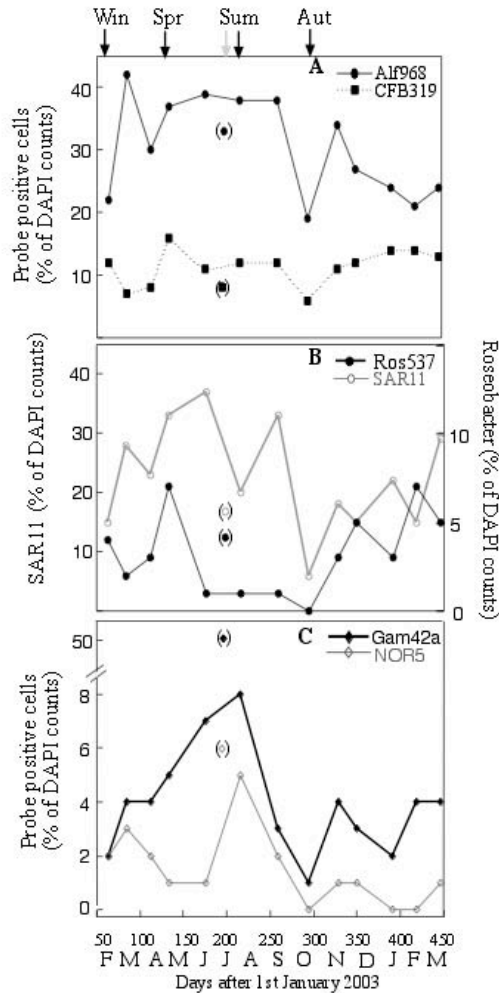 Win Spr Sum Aut
A
Alf968
CFB319
40
30
20
10
Probe positive cells
(% of DAPI counts)
( )
( )
B
Ros537
SAR11
40
30
20
10
SAR11 (% of DAPI counts)
10
5
0
Roseobacter (% of DAPI
counts)
( )
( )
C
Gam42a
NOR5
50
8
6
4
2
0
Probe positive cells
(% of DAPI counts)
( )
( )
50 100 150 200 250 300 350 400 450
F M A M J J A S O N D J F M
Days after 1st January 2003